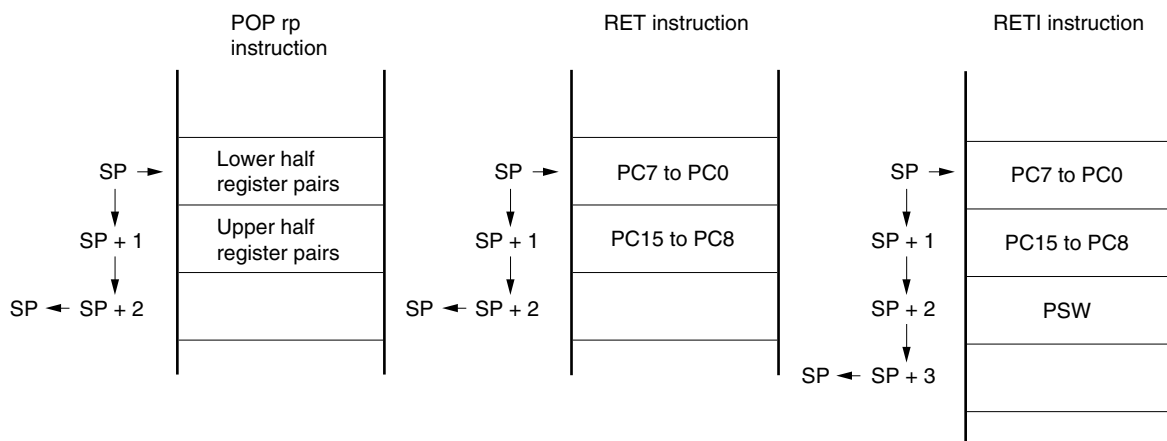 POP rp
instruction
SP
SP + 1
SP
SP + 2
Lower half
register pairs
Upper half
register pairs
RET instruction
SP
SP + 1
SP
SP + 2
PC7 to PC0
PC15 to PC8
RETI instruction
SP
SP + 1
SP + 2
SP
SP + 3
PC7 to PC0
PC15 to PC8
PSW